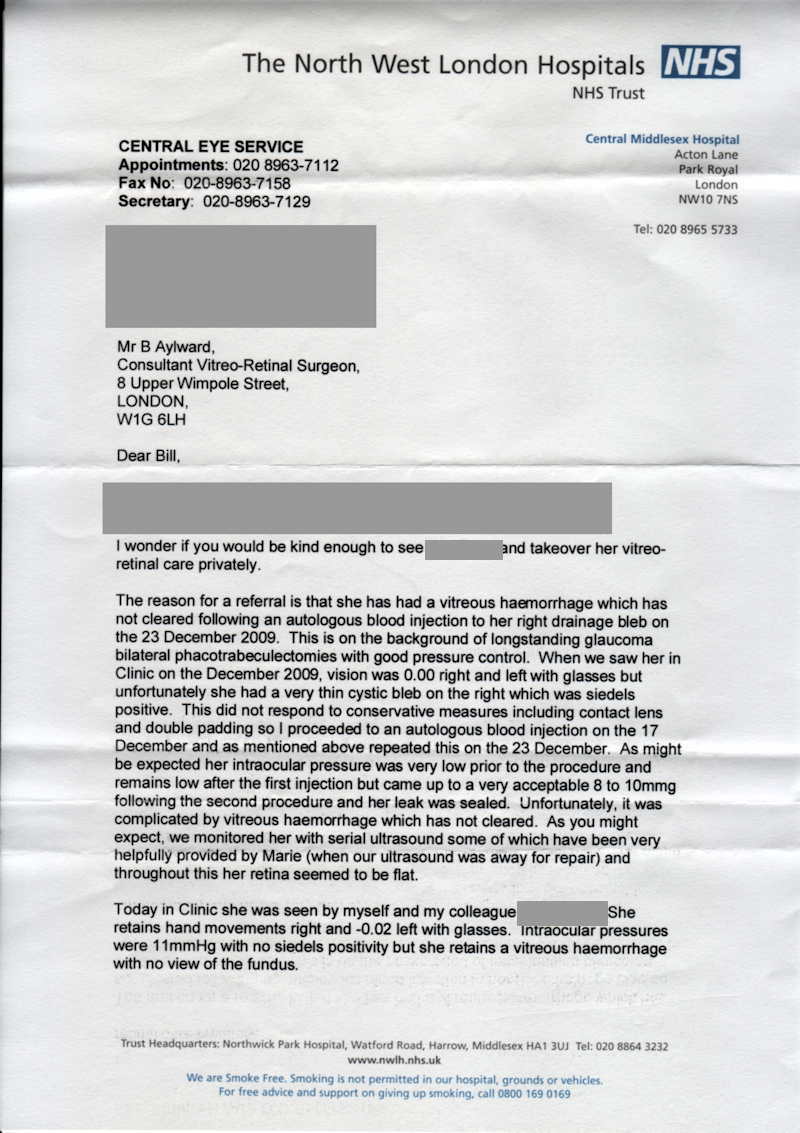 The North West London Hospitals NHS
NHS Trust
CENTRAL EYE SERVICE
Appointments: 020 8963-7112
Fax No: 020-8963-7158
Secretary: 020-8963-7129
Central Middlesex Hospital
Acton Lane
Park Royal
London
NW10 7NS
Tel: 020 8965 5733
Mr B Aylward,
Consultant Vitreo-Retinal Surgeon,
8 Upper Wimpole Street,
LONDON,
W1G 6LH
Dear Bill,
I wonder if you would be kind enough to see and takeover her vitreo-
retinal care privately.
The reason for a referral is that she has had a vitreous haemorrhage which has
not cleared following an autologous blood injection to her right drainage bleb on
the 23 December 2009. This is on the background of longstanding glaucoma
bilateral phacotrabeculectomies with good pressure control. When we saw her in
Clinic on the December 2009, vision was 0.00 right and left with glasses but
unfortunately she had a very thin cystic bleb on the right which was siedels
positive. This did not respond to conservative measures including contact lens
and double padding so I proceeded to an autologous blood injection on the 17
December and as mentioned above repeated this on the 23 December. As might
be expected her intraocular pressure was very low prior to the procedure and
remains low after the first injection but came up to a very acceptable 8 to 10mmg
following the second procedure and her leak was sealed. Unfortunately, it was
complicated by vitreous haemorrhage which has not cleared. As you might
expect, we monitored her with serial ultrasound some of which have been very
helpfully provided by Marie (when our ultrasound was away for repair) and
throughout this her retina seemed to be flat.
Today in Clinic she was seen by myself and my colleague She
retains hand movements right and -0.02 left with glasses. Intraocular pressures
were 11mmHg with no siedels positivity but she retains a vitreous haemorrhage
with no view of the fundus.
Trust Headquarters: Northwick Park Hospital, Watford Road, Harrow, Middlesex HA1 3UJ Tel: 020 8864 3232
www.nwlh.nhs.uk
We are Smoke Free. Smoking is not permitted in our hospital, grounds or vehicles.
For free advice and support on giving up smoking, call 0800 169 0169